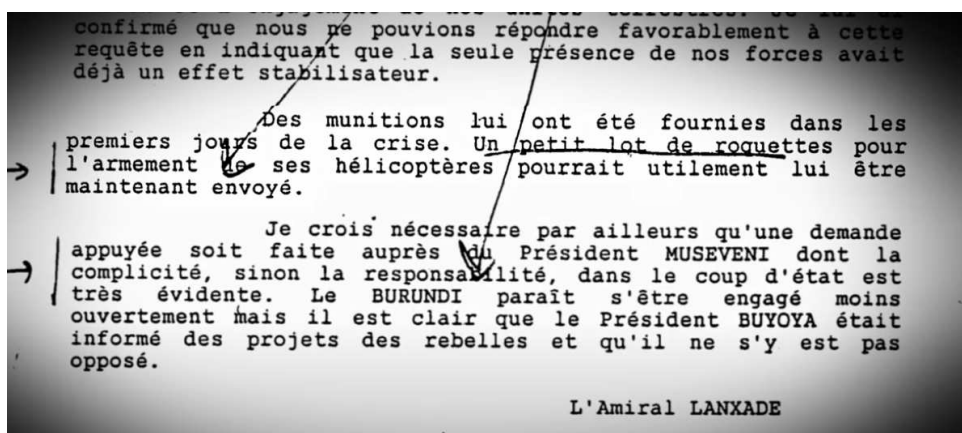 confirmé que nous ne pouvions répondre favorablement à cette
requête en indiquant que la seule présence de nos forces avait
déjà un effet stabilisateur.
Des munitions lui ont été fournies dans les
premiers jours de la crise. Un petit lot de roquettes pour
l'armement de ses hélicoptères pourrait utilement lui être
maintenant envoyé.
Je crois nécessaire par ailleurs qu'une demande
appuyée soit faite auprès du Président MUSEVENI dont la
complicité, sinon la responsabilité, dans le coup d'état est
très évidente. Le BURUNDI paraît s'être engagé moins
ouvertement mais il est clair que le Président BUYOYA était
informé des projets des rebelles et qu'il ne s'y est pas
opposé.
L'Amiral LANXADE